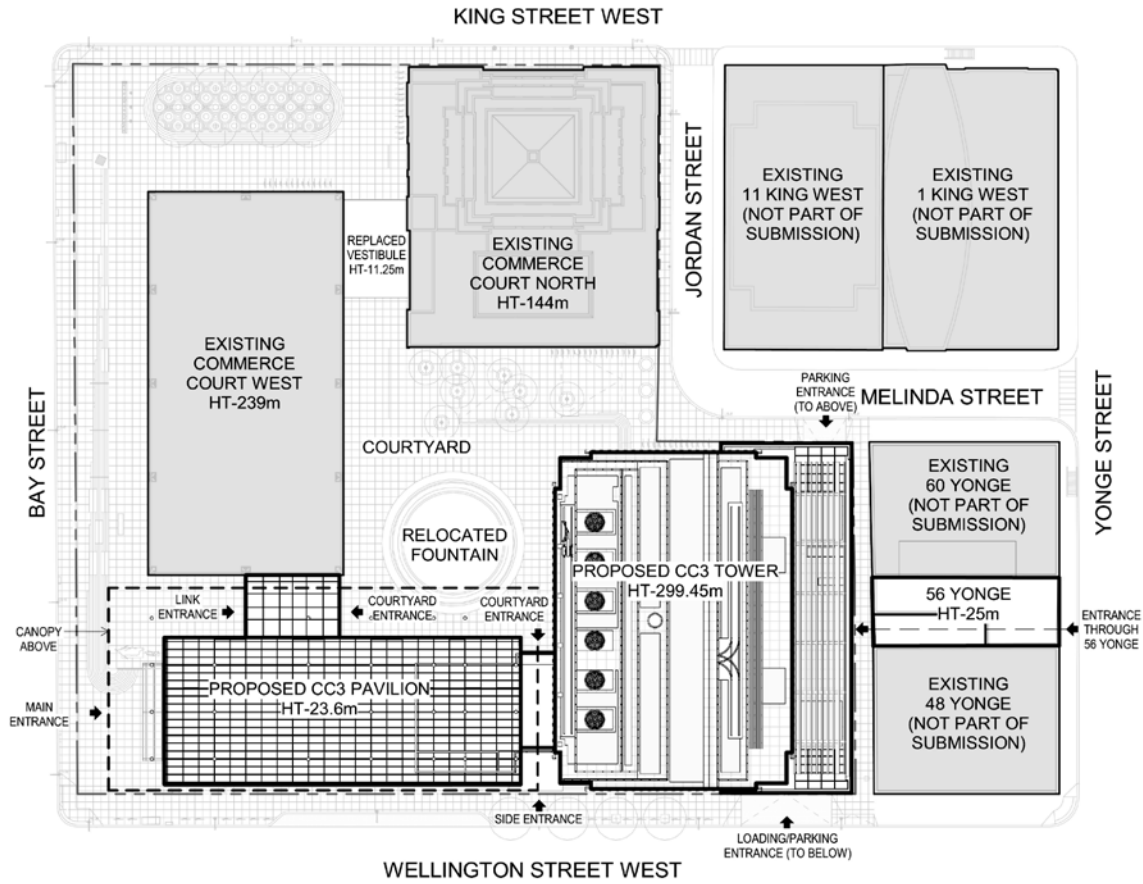 KING STREET WEST
JORDAN STREET
EXISTING
11 KING WEST
(NOT PART OF
SUBMISSION)
EXISTING
1 KING WEST
(NOT PART OF
SUBMISSION)
REPLACED
VESTIBULE
HT-11.25m
EXISTING
COMMERCE
COURT NORTH
HT-144m
EXISTING
COMMERCE
COURT WEST
HT-239m
BAY STREET
PARKING
ENTRANCE
(TO ABOVE)
MELINDA STREET
YONGE STREET
COURTYARD
RELOCATED
FOUNTAIN
EXISTING
60 YONGE
(NOT PART OF
SUBMISSION)
PROPOSED CC3 TOWER
HT-299.45m
56 YONGE
HT-25m
ENTRANCE
THROUGH
56 YONGE
LINK
ENTRANCE
COURTYARD
ENTRANCE
COURTYARD
ENTRANCE
CANOPY
ABOVE
MAIN
ENTRANCE
PROPOSED CC3 PAVILION
HT-23.6m
EXISTING
48 YONGE
(NOT PART OF
SUBMISSION)
SIDE ENTRANCE
LOADING/PARKING
ENTRANCE (TO BELOW)
WELLINGTON STREET WEST